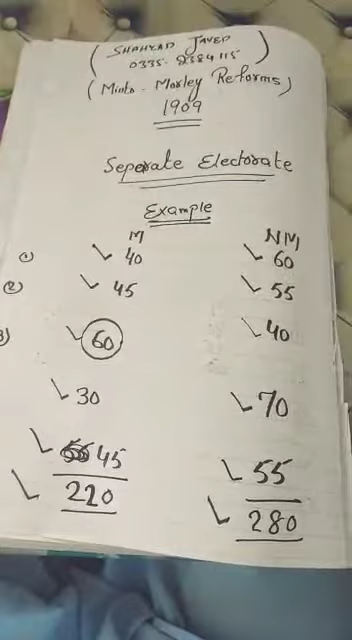 (SHAHZAD JAVED)
0335-9384115
(Minto-Morley Reforms)
1909
Seperate Electorate
Example
M NM
① ✓ 40 ✓ 60
② ✓ 45 ✓ 55
3) ✓ 60 ✓ 40
✓ 30 ✓ 70
✓ 45 ✓ 55
✓ 220 ✓ 280